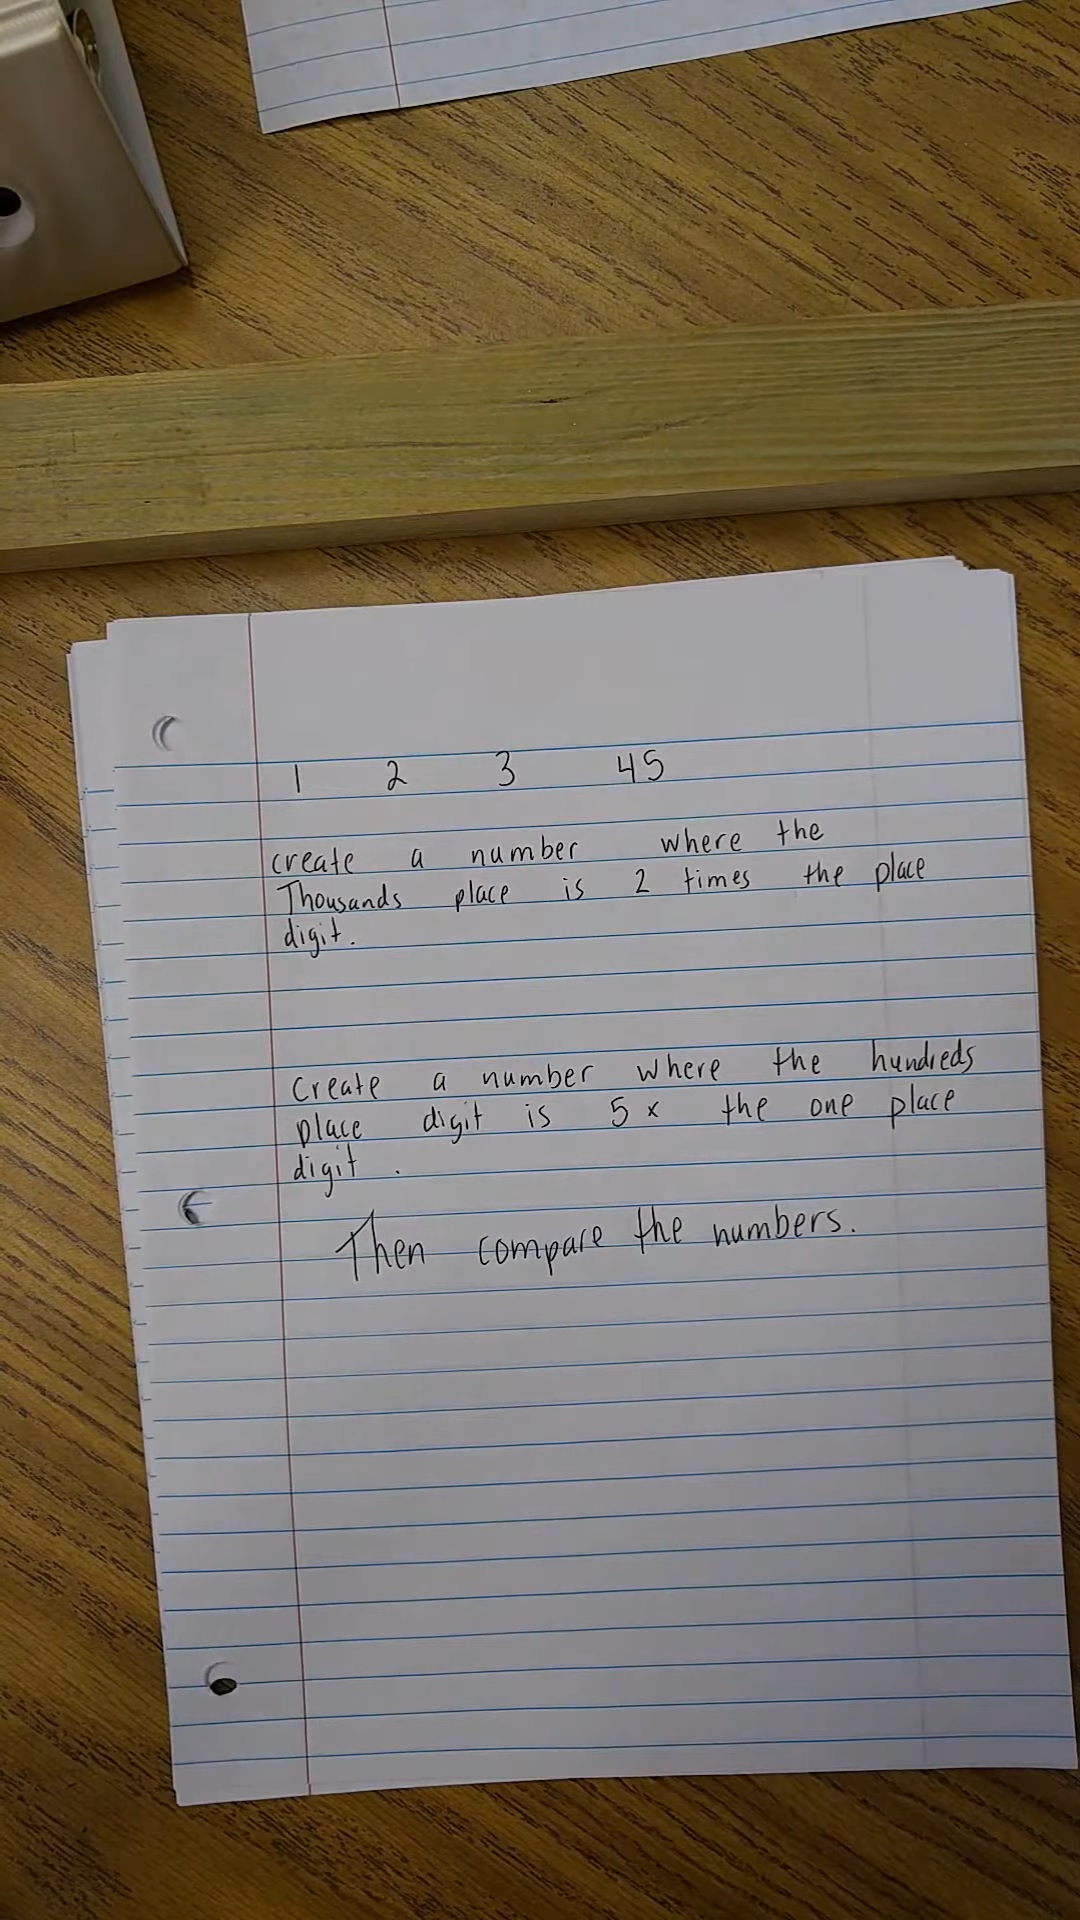 1 2 3 45
create a number where the
Thousands place is 2 times the place
digit.
Create a number where the hundreds
place digit is 5 x the one place
digit .
Then compare the numbers.